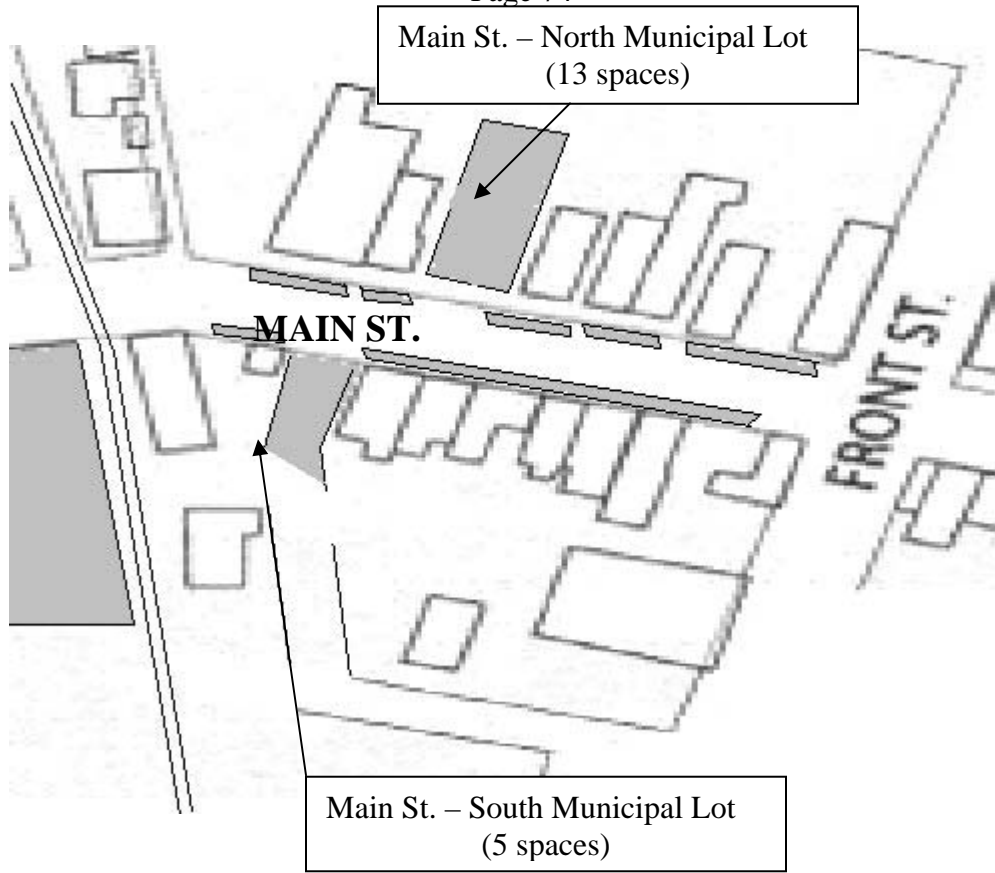 Main St. – North Municipal Lot
(13 spaces)
MAIN ST.
FRONT ST.
Main St. – South Municipal Lot
(5 spaces)